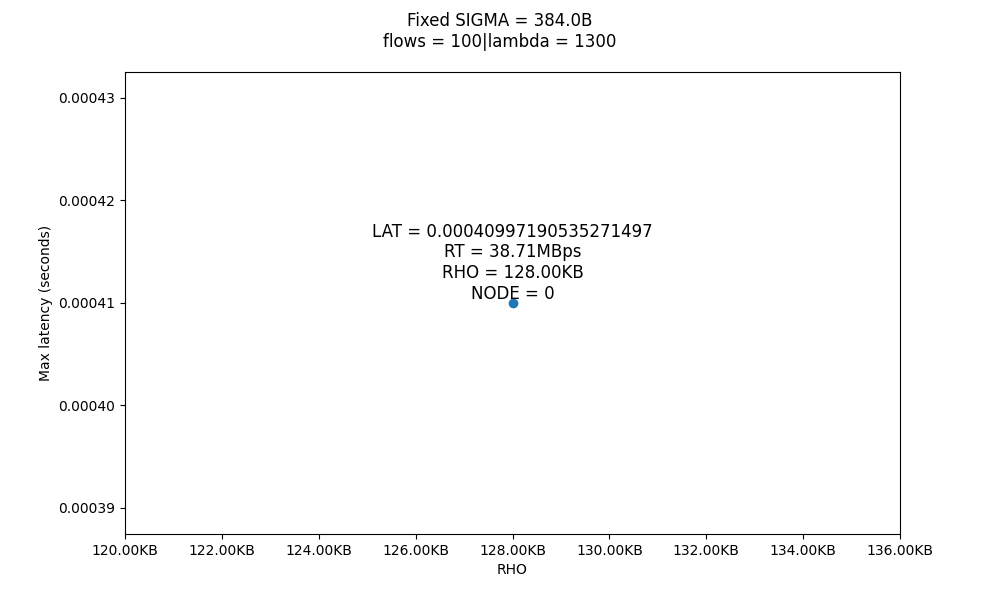 Fixed SIGMA = 384.0B
flows = 100|lambda = 1300
0.00043
0.00042
0.00041
0.00040
0.00039
Max latency (seconds)
LAT = 0.00040997190535271497
RT = 38.71MBps
RHO = 128.00KB
NODE = 0
120.00KB 122.00KB 124.00KB 126.00KB 128.00KB 130.00KB 132.00KB 134.00KB 136.00KB
RHO